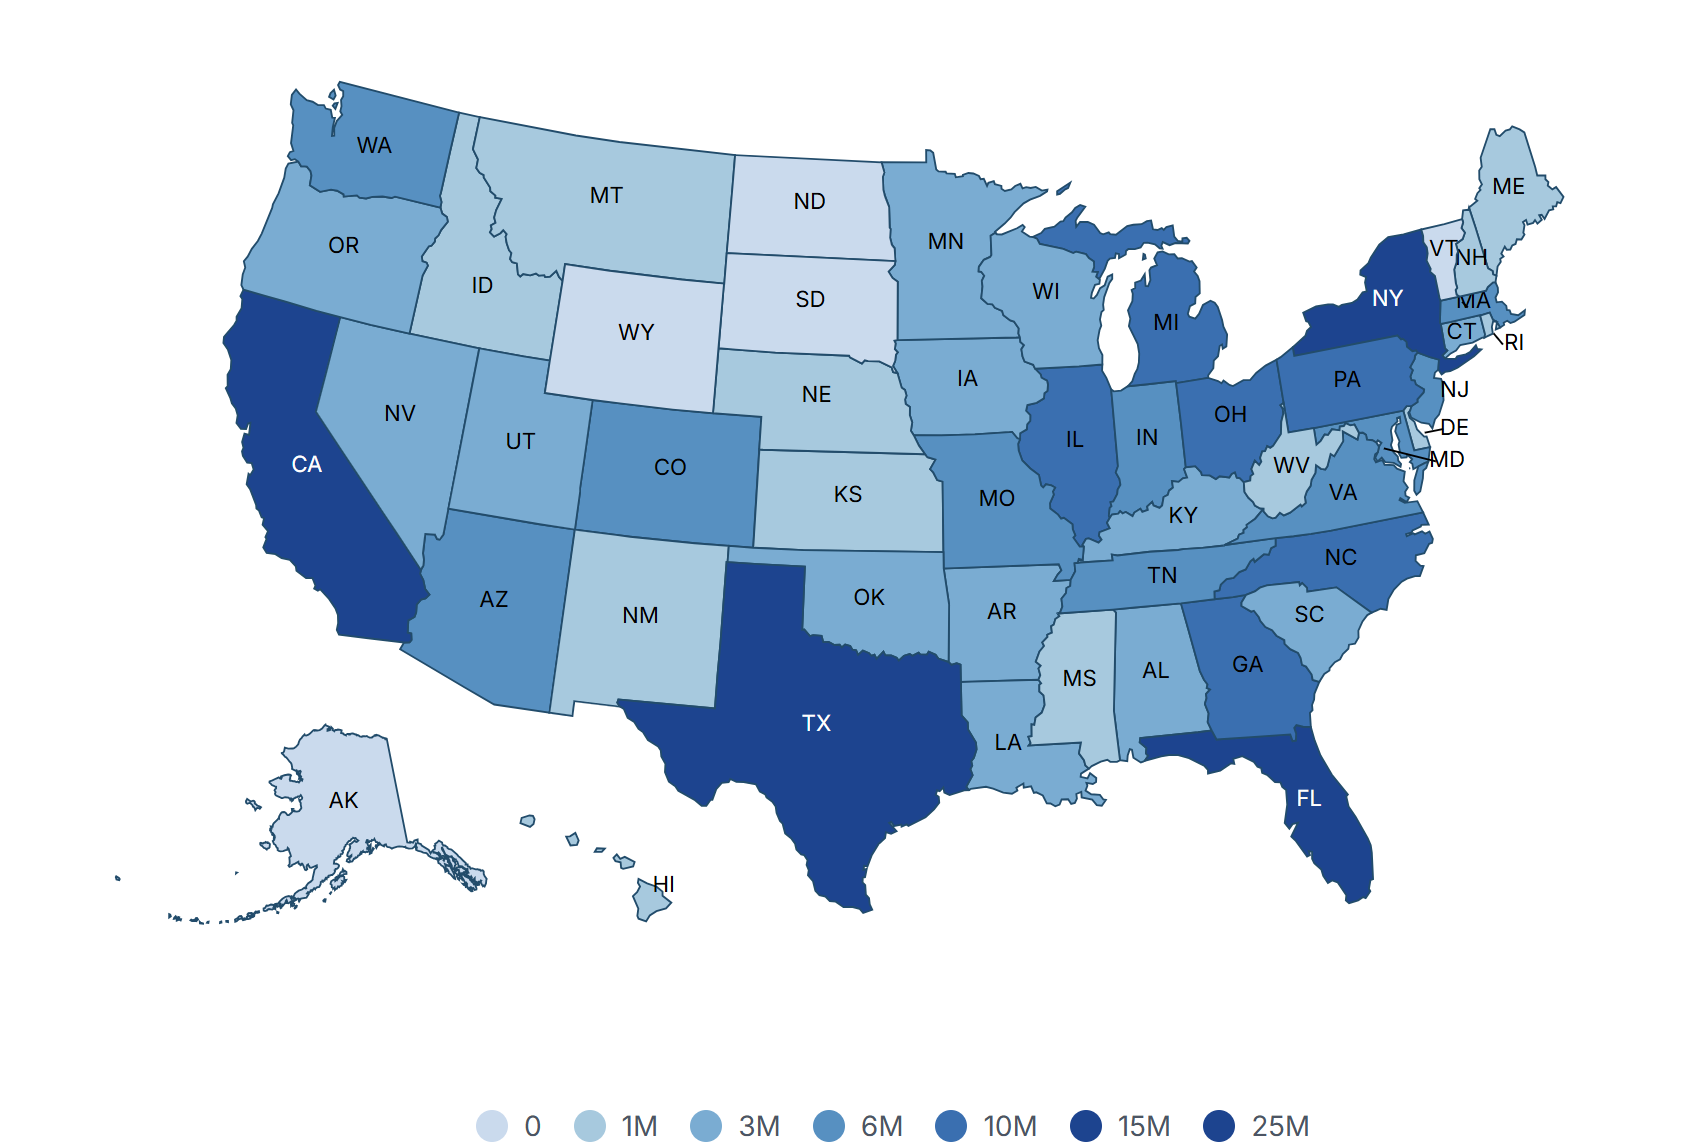 WA
MT
ND
MN
ME
OR
ID
SD
WI
VT
NH
WY
MI
NY
MA
CT
RI
NV
UT
NE
IA
PA
NJ
CA
CO
KS
MO
IL
IN
OH
WV
DE
MD
VA
KY
AZ
NM
OK
AR
TN
NC
SC
MS
AL
GA
TX
LA
FL
AK
HI
0 1M 3M 6M 10M 15M 25M